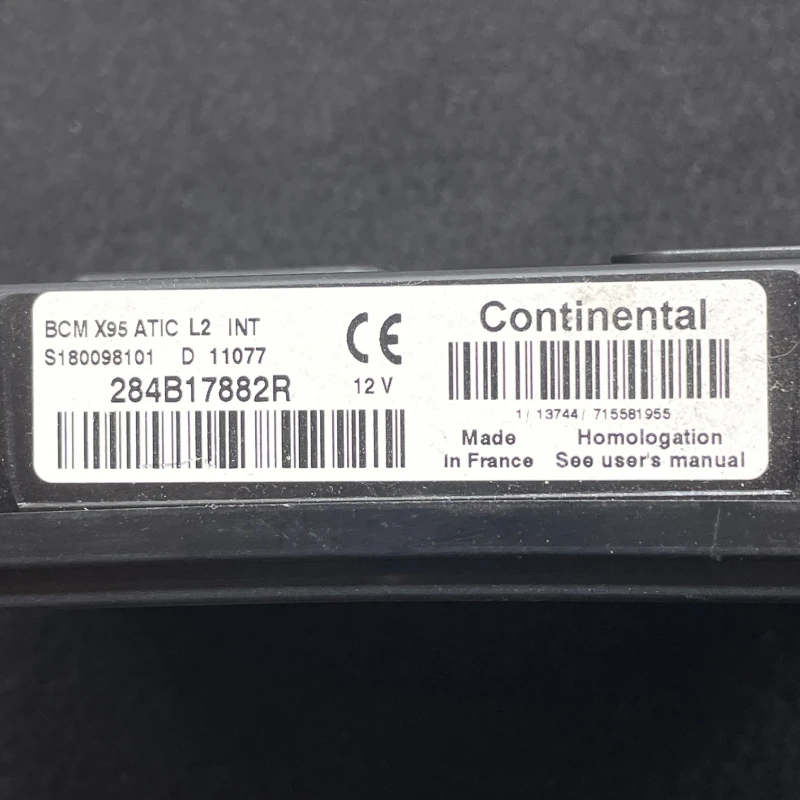 BCM X95 ATIC L2 INT
S180098101 D 11077
284B17882R
12 V
CE
Continental
1/ 13744/ 715581955
Made
in France
Homologation
See user's manual